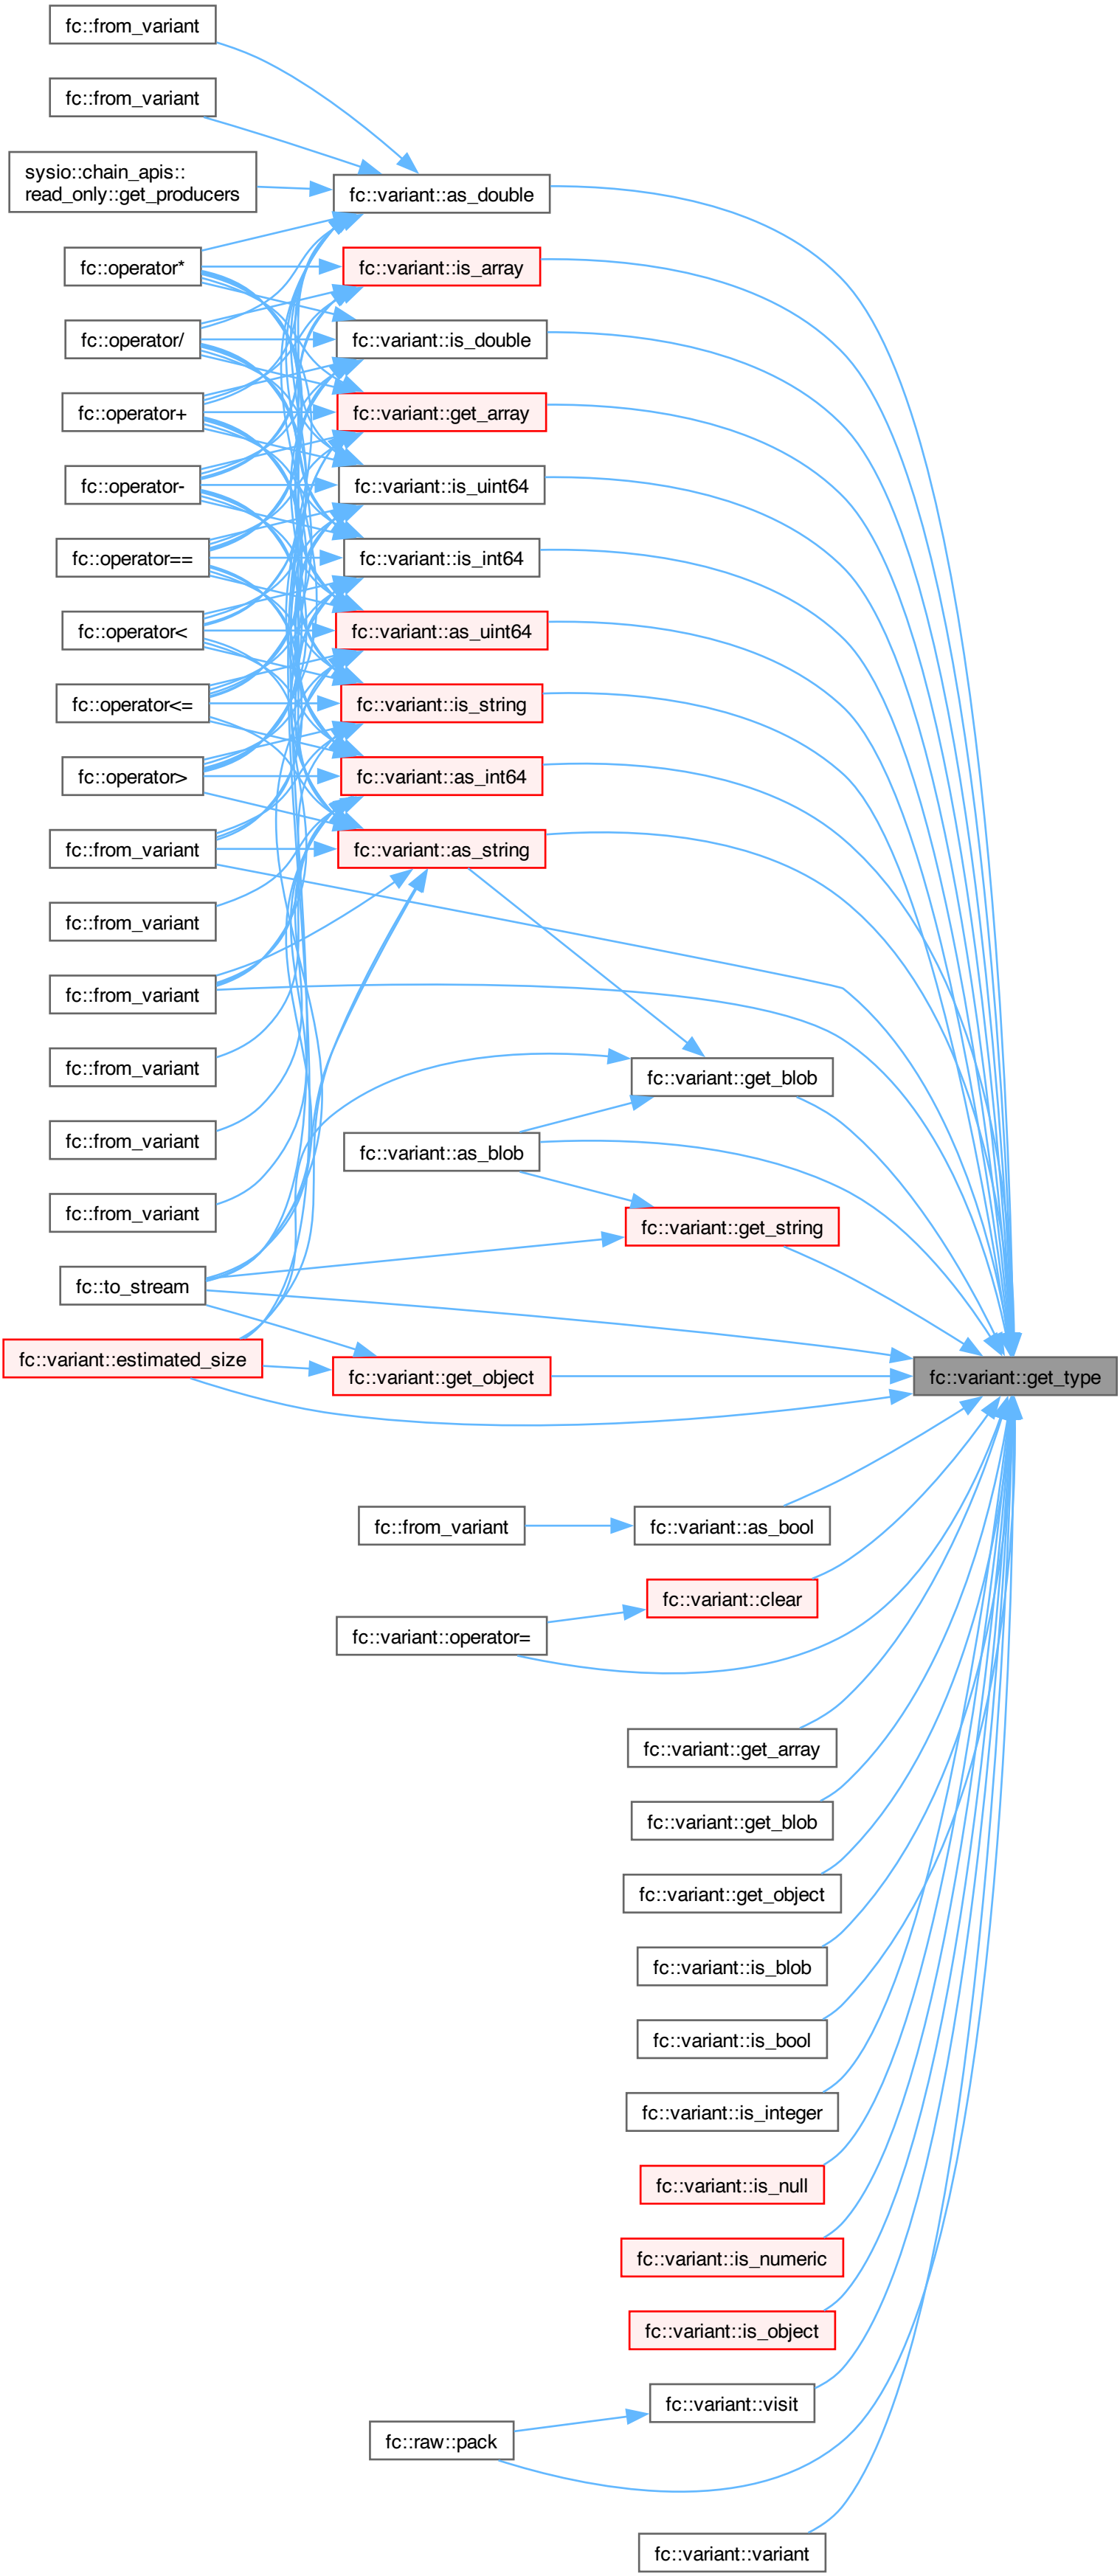 fc::from_variant
fc::from_variant
sysio::chain_apis::
read_only::get_producers
fc::variant::as_double
fc::operator*
fc::variant::is_array
fc::operator/
fc::variant::is_double
fc::operator+
fc::variant::get_array
fc::operator-
fc::variant::is_uint64
fc::operator==
fc::variant::is_int64
fc::operator<
fc::variant::as_uint64
fc::operator<=
fc::variant::is_string
fc::operator>
fc::variant::as_int64
fc::from_variant
fc::variant::as_string
fc::from_variant
fc::from_variant
fc::from_variant
fc::variant::get_blob
fc::from_variant
fc::variant::as_blob
fc::from_variant
fc::variant::get_string
fc::to_stream
fc::variant::estimated_size
fc::variant::get_object
fc::variant::get_type
fc::from_variant
fc::variant::as_bool
fc::variant::clear
fc::variant::operator=
fc::variant::get_array
fc::variant::get_blob
fc::variant::get_object
fc::variant::is_blob
fc::variant::is_bool
fc::variant::is_integer
fc::variant::is_null
fc::variant::is_numeric
fc::variant::is_object
fc::variant::visit
fc::raw::pack
fc::variant::variant